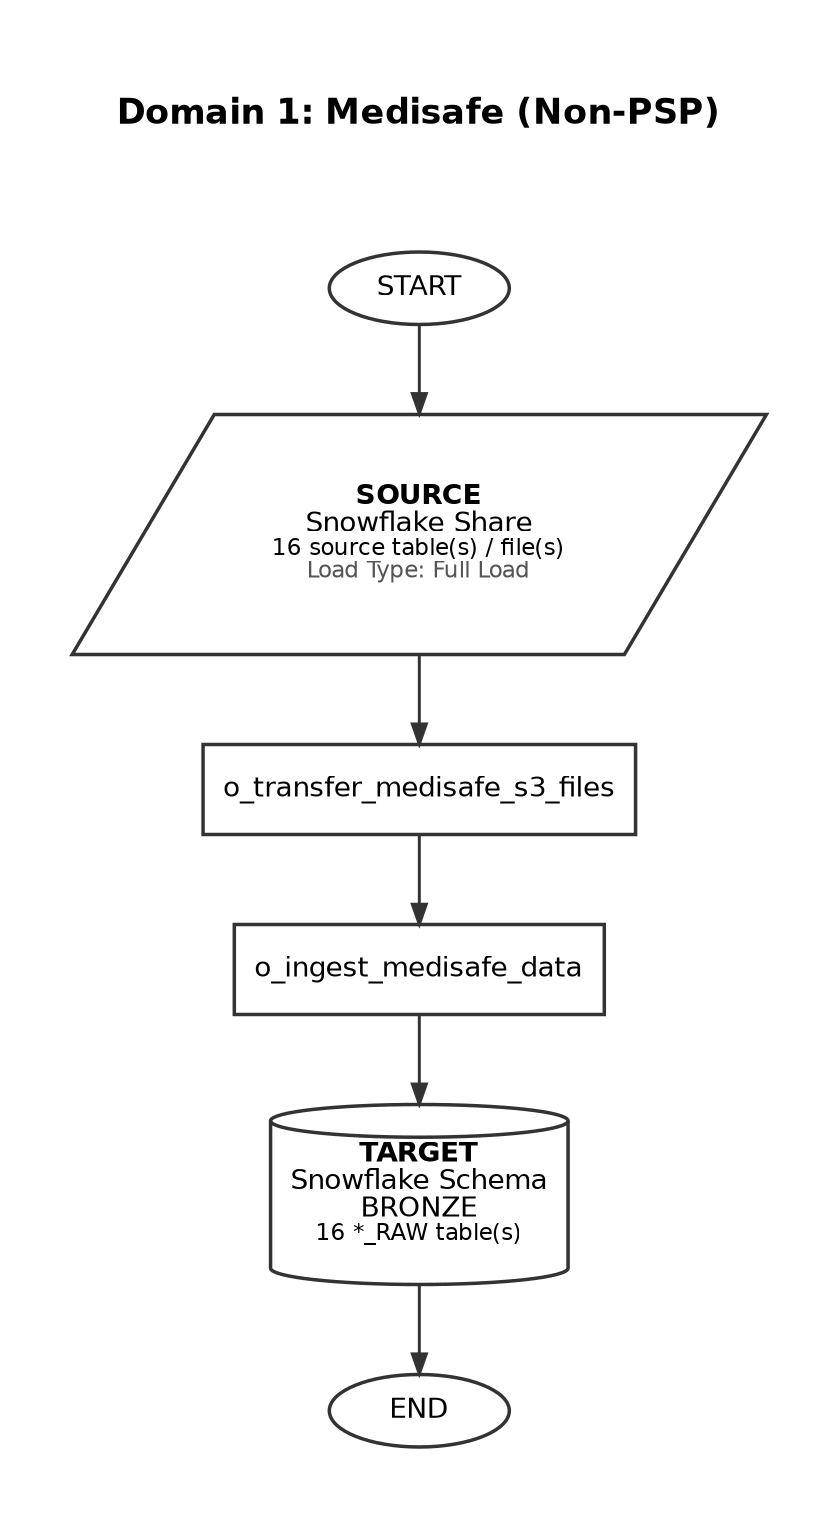 Domain 1: Medisafe (Non-PSP)
START
SOURCE
Snowflake Share
16 source table(s) / file(s)
Load Type: Full Load
o_transfer_medisafe_s3_files
o_ingest_medisafe_data
TARGET
Snowflake Schema
BRONZE
16 *_RAW table(s)
END